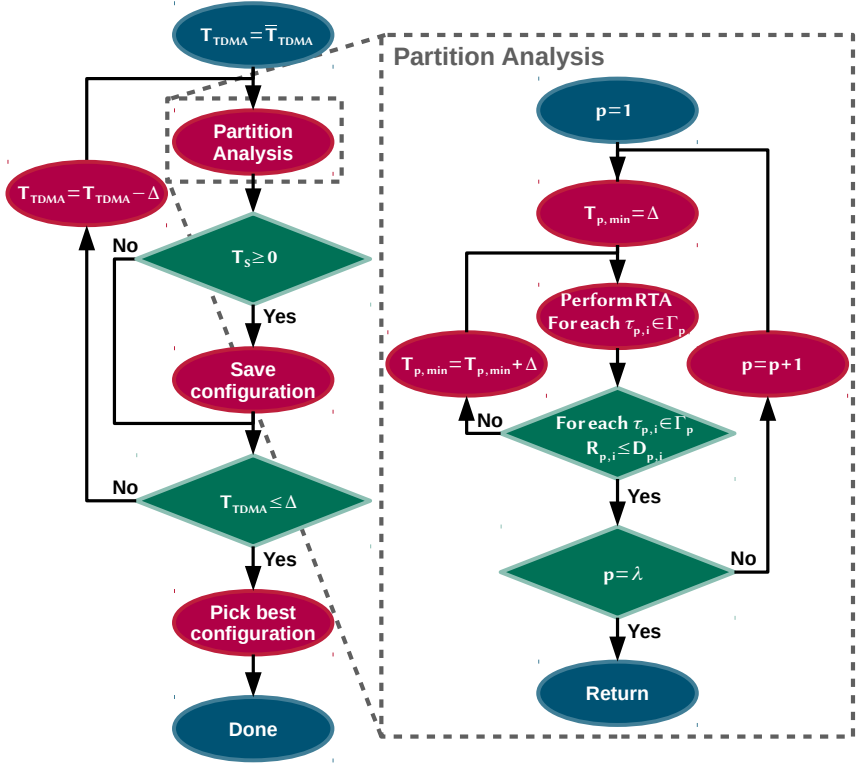 T_TDMA = T̅_TDMA
Partition
Analysis
T_TDMA = T_TDMA − Δ
No
T_s ≥ 0
Yes
Save
configuration
No
T_TDMA ≤ Δ
Yes
Pick best
configuration
Done
Partition Analysis
p = 1
T_p,min = Δ
Perform RTA
For each τ_p,i ∈ Γ_p
T_p,min = T_p,min + Δ
p = p + 1
No
For each τ_p,i ∈ Γ_p
R_p,i ≤ D_p,i
Yes
No
p = λ
Yes
Return